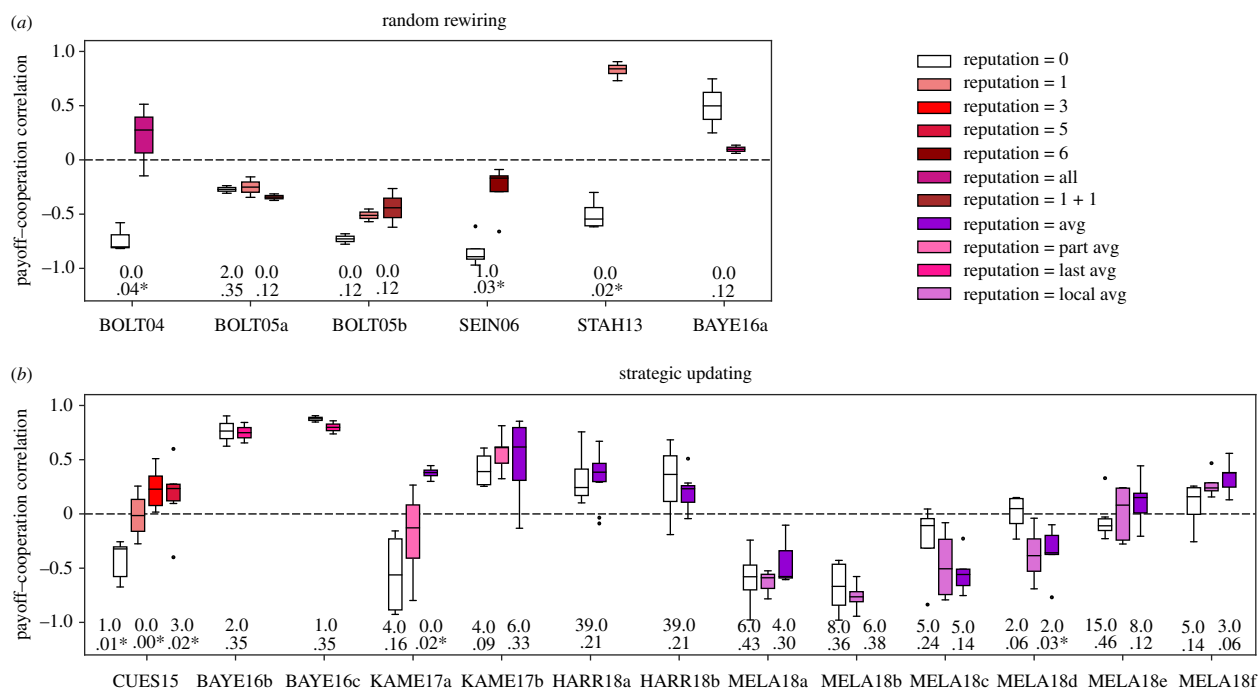 (a)
random rewiring
payoff–cooperation correlation
1.0
0.5
0
−0.5
−1.0
0.0 2.0 0.0 0.0 0.0 1.0 0.0 0.0
.04* .35 .12 .12 .12 .03* .02* .12
BOLT04 BOLT05a BOLT05b SEIN06 STAH13 BAYE16a
reputation = 0
reputation = 1
reputation = 3
reputation = 5
reputation = 6
reputation = all
reputation = 1 + 1
reputation = avg
reputation = part avg
reputation = last avg
reputation = local avg
(b)
strategic updating
payoff–cooperation correlation
1.0
0.5
0
−0.5
−1.0
1.0 0.0 3.0 2.0 1.0 4.0 0.0 4.0 6.0 39.0 39.0 6.0 4.0 8.0 6.0 5.0 5.0 2.0 2.0 15.0 8.0 5.0 3.0
.01* .00* .02* .35 .35 .16 .02* .09 .33 .21 .21 .43 .30 .36 .38 .24 .14 .06 .03* .46 .12 .14 .06
CUES15 BAYE16b BAYE16c KAME17a KAME17b HARR18a HARR18b MELA18a MELA18b MELA18c MELA18d MELA18e MELA18f